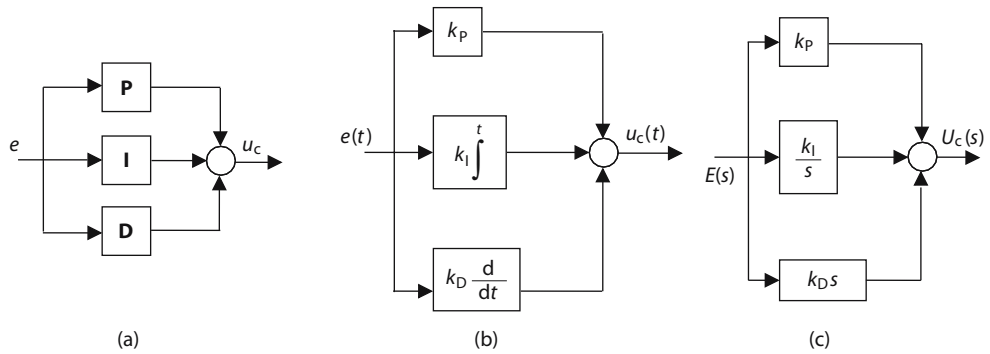 P
e
I
u_c
D
(a)
k_P
e(t)
k_I ∫^t
u_c(t)
k_D d/dt
(b)
k_P
E(s)
k_I/s
U_c(s)
k_D s
(c)